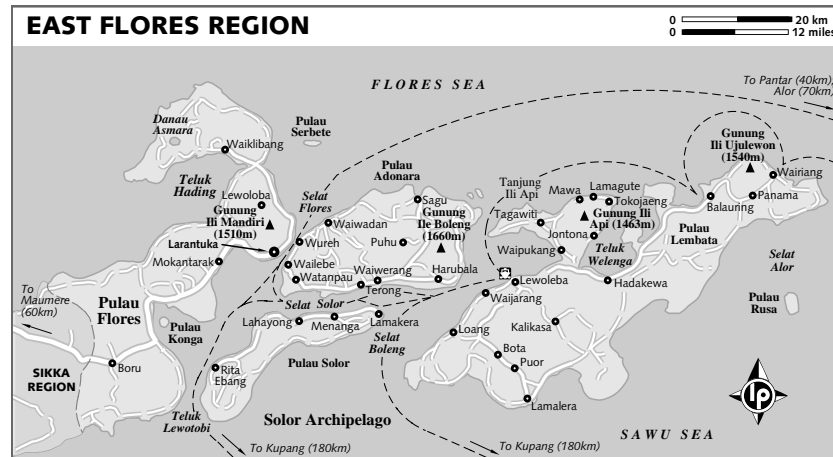 EAST FLORES REGION
0 20 km
0 12 miles
FLORES SEA
To Pantar (40km),
Alor (70km)
Danau
Asmara
Waiklibang
Pulau
Serbete
Teluk
Hading
Lewoloba
Gunung
Ili Mandiri
(1510m)
Larantuka
Mokantarak
Selat
Flores
Pulau
Adonara
Waiwadan
Sagu
Gunung
Ile Boleng
(1660m)
Wureh
Puhu
Wailebe
Watanpau
Waiwerang
Terong
Harubala
Tanjung
Ili Api
Mawa
Lamagute
Tokojaeng
Tagawiti
Gunung Ili
Api (1463m)
Jontona
Waipukang
Teluk
Welenga
Gunung
Ili Ujulewon
(1540m)
Wairiang
Balauring
Panama
Pulau
Lembata
Selat
Alor
Lewoleba
Hadakewa
Waijarang
Pulau
Rusa
To
Maumere
(60km)
Pulau
Flores
Pulau
Konga
Selat Solor
Lahayong
Menanga
Lamakera
Selat
Boleng
Loang
Kalikasa
Bota
Puor
Lamalera
SIKKA
REGION
Boru
Rita
Ebang
Pulau Solor
Teluk
Lewotobi
Solor Archipelago
To Kupang (180km)
To Kupang (180km)
SAWU SEA
lp